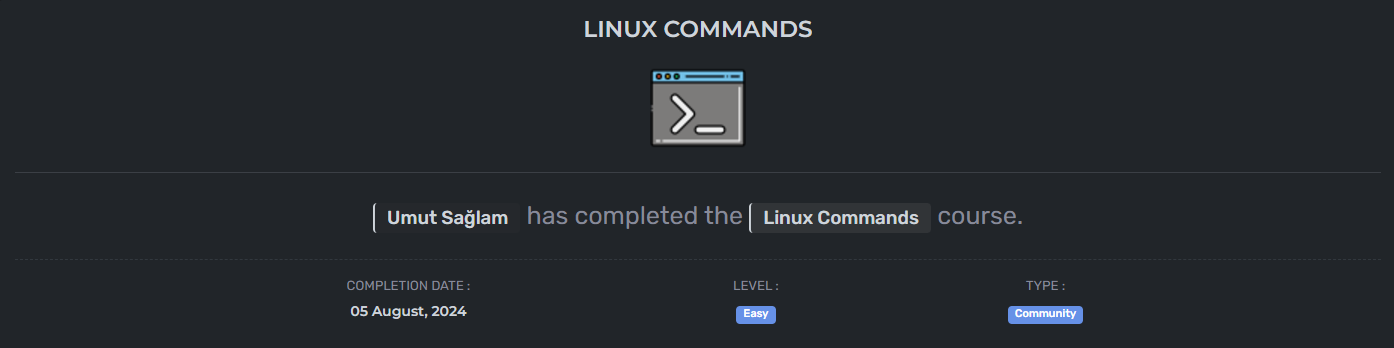 LINUX COMMANDS
Umut Sağlam has completed the Linux Commands course.
COMPLETION DATE : LEVEL : TYPE :
05 August, 2024 Easy Community